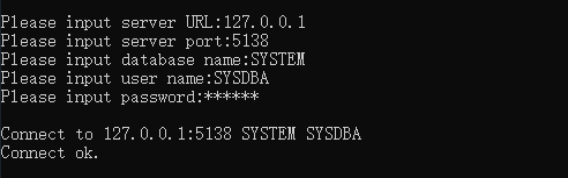 Please input server URL:127.0.0.1
Please input server port:5138
Please input database name:SYSTEM
Please input user name:SYSDBA
Please input password:******
Connect to 127.0.0.1:5138 SYSTEM SYSDBA
Connect ok.